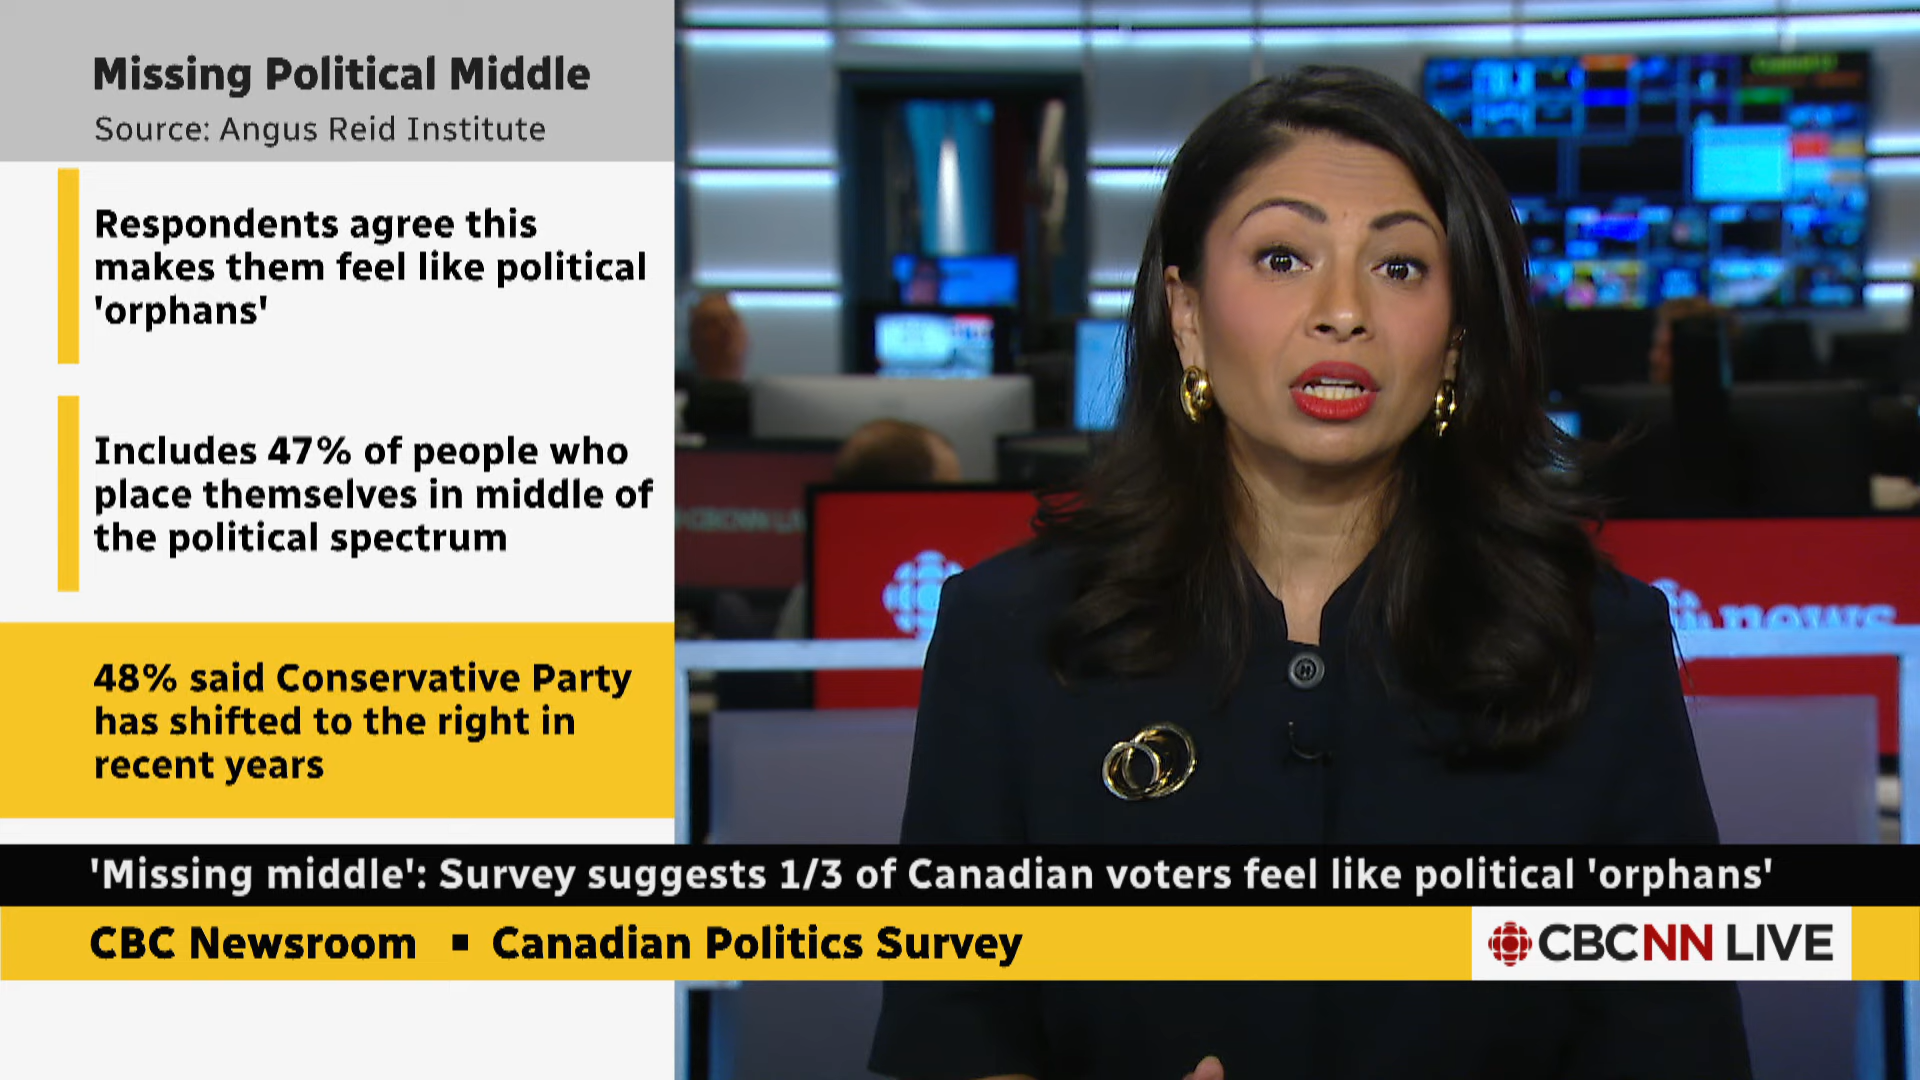 Missing Political Middle
Source: Angus Reid Institute
Respondents agree this
makes them feel like political
'orphans'
Includes 47% of people who
place themselves in middle of
the political spectrum
48% said Conservative Party
has shifted to the right in
recent years
news
'Missing middle': Survey suggests 1/3 of Canadian voters feel like political 'orphans'
CBC Newsroom ▪ Canadian Politics Survey
CBCNN LIVE